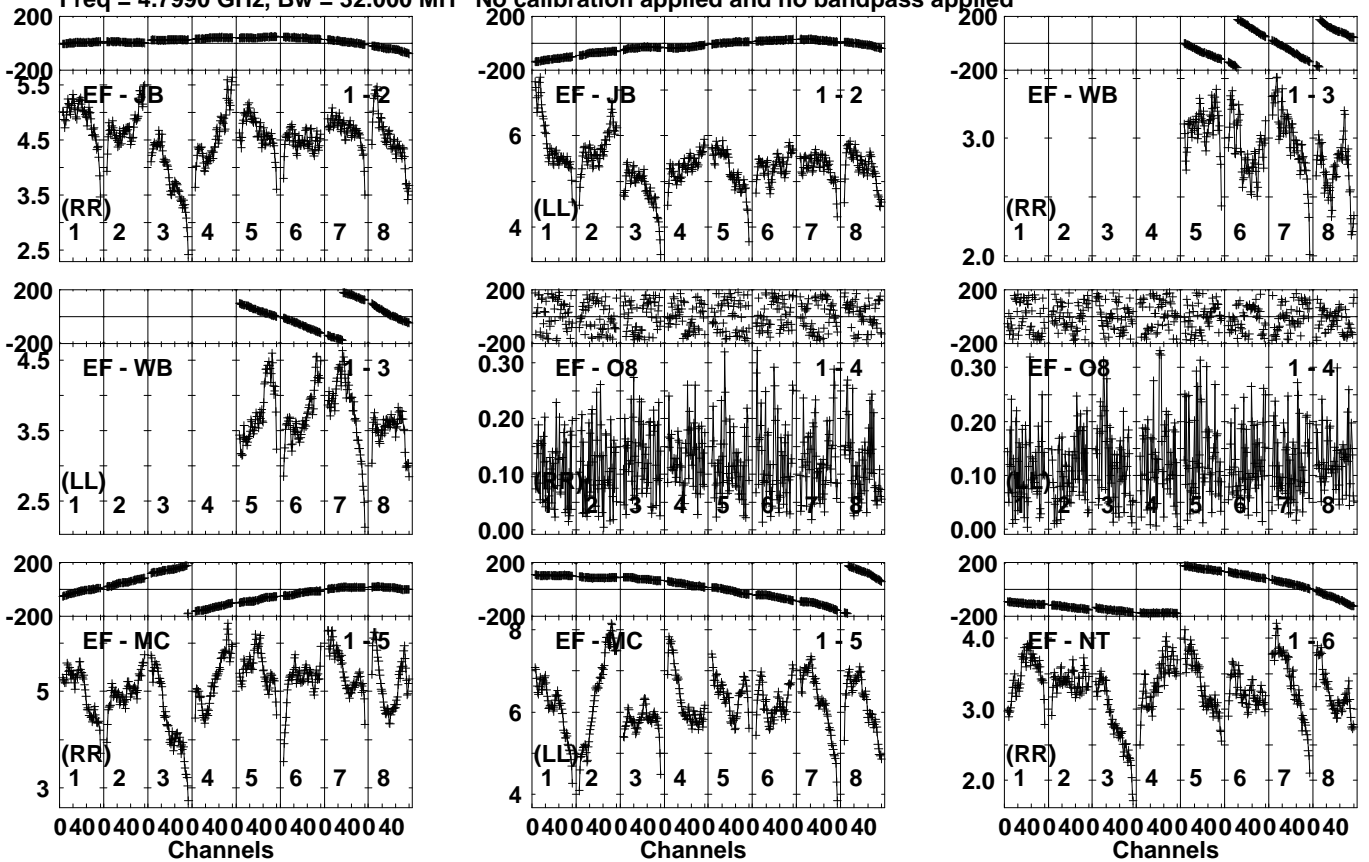 Freq = 4.7990 GHz, Bw = 32.000 MH No calibration applied and no bandpass applied
200
-200
5.5
4.5
3.5
2.5
EF - JB 1 - 2
(RR)
1 2 3 4 5 6 7 8
200
-200
6
4
EF - JB 1 - 2
(LL)
1 2 3 4 5 6 7 8
200
-200
3.0
2.0
EF - WB 1 - 3
(RR)
1 2 3 4 5 6 7 8
200
-200
4.5
3.5
2.5
EF - WB 1 - 3
(LL)
1 2 3 4 5 6 7 8
200
-200
0.30
0.20
0.10
0.00
EF - O8 1 - 4
(RR)
1 2 3 4 5 6 7 8
200
-200
0.30
0.20
0.10
0.00
EF - O8 1 - 4
(LL)
1 2 3 4 5 6 7 8
200
-200
5
3
EF - MC 1 - 5
(RR)
1 2 3 4 5 6 7 8
0 40 0 40 0 40 0 40 0 40 0 40 0 40 0 40
Channels
200
-200
8
6
4
EF - MC 1 - 5
(LL)
1 2 3 4 5 6 7 8
0 40 0 40 0 40 0 40 0 40 0 40 0 40 0 40
Channels
200
-200
4.0
3.0
2.0
EF - NT 1 - 6
(RR)
1 2 3 4 5 6 7 8
0 40 0 40 0 40 0 40 0 40 0 40 0 40 0 40
Channels